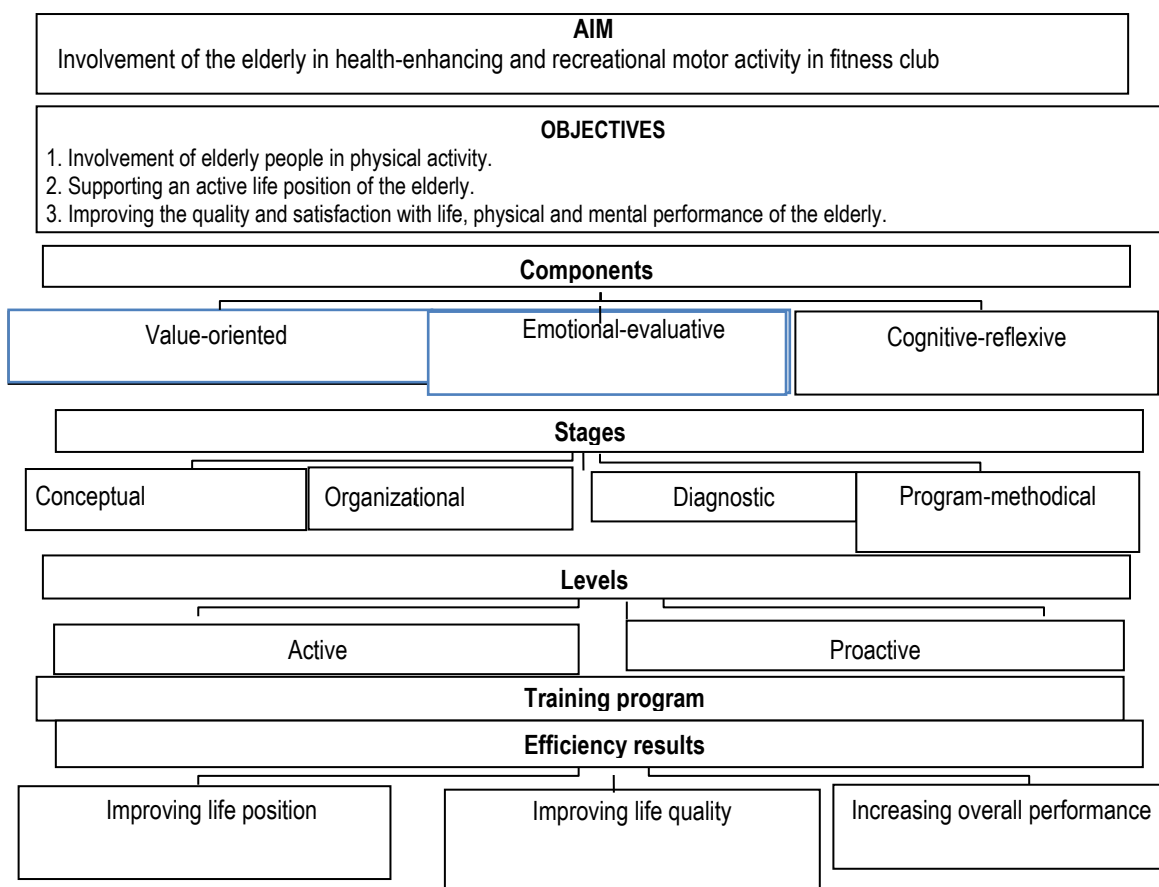 AIM
Involvement of the elderly in health-enhancing and recreational motor activity in fitness club
OBJECTIVES
1. Involvement of elderly people in physical activity.
2. Supporting an active life position of the elderly.
3. Improving the quality and satisfaction with life, physical and mental performance of the elderly.
Components
Value-oriented
Emotional-evaluative
Cognitive-reflexive
Stages
Conceptual
Organizational
Diagnostic
Program-methodical
Levels
Active
Proactive
Training program
Efficiency results
Improving life position
Improving life quality
Increasing overall performance